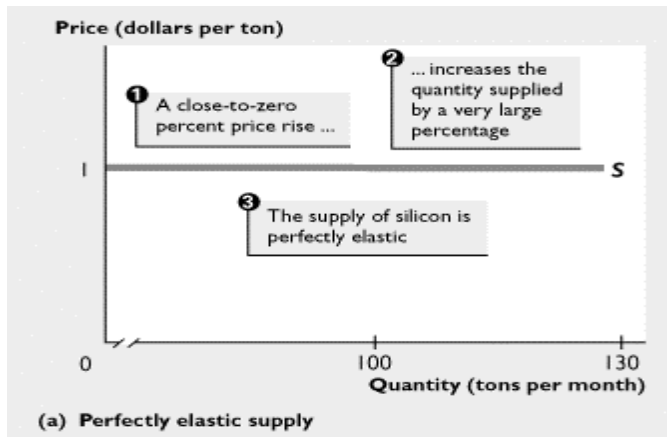 Price (dollars per ton)
1
A close-to-zero
percent price rise ...
2
... increases the
quantity supplied
by a very large
percentage
1
S
3
The supply of silicon is
perfectly elastic
0
100
130
Quantity (tons per month)
(a) Perfectly elastic supply